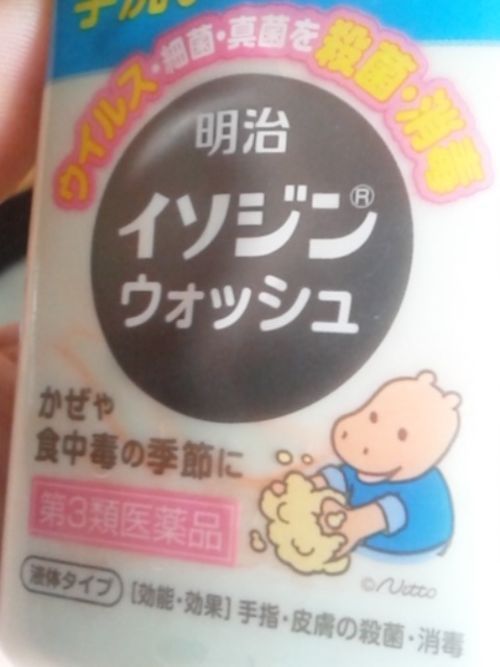 手洗い
ウイルス・細菌・真菌を殺菌・消毒
明治
イソジン®
ウォッシュ
かぜや
食中毒の季節に
第3類医薬品
©Nitto
液体タイプ [効能・効果] 手指・皮膚の殺菌・消毒